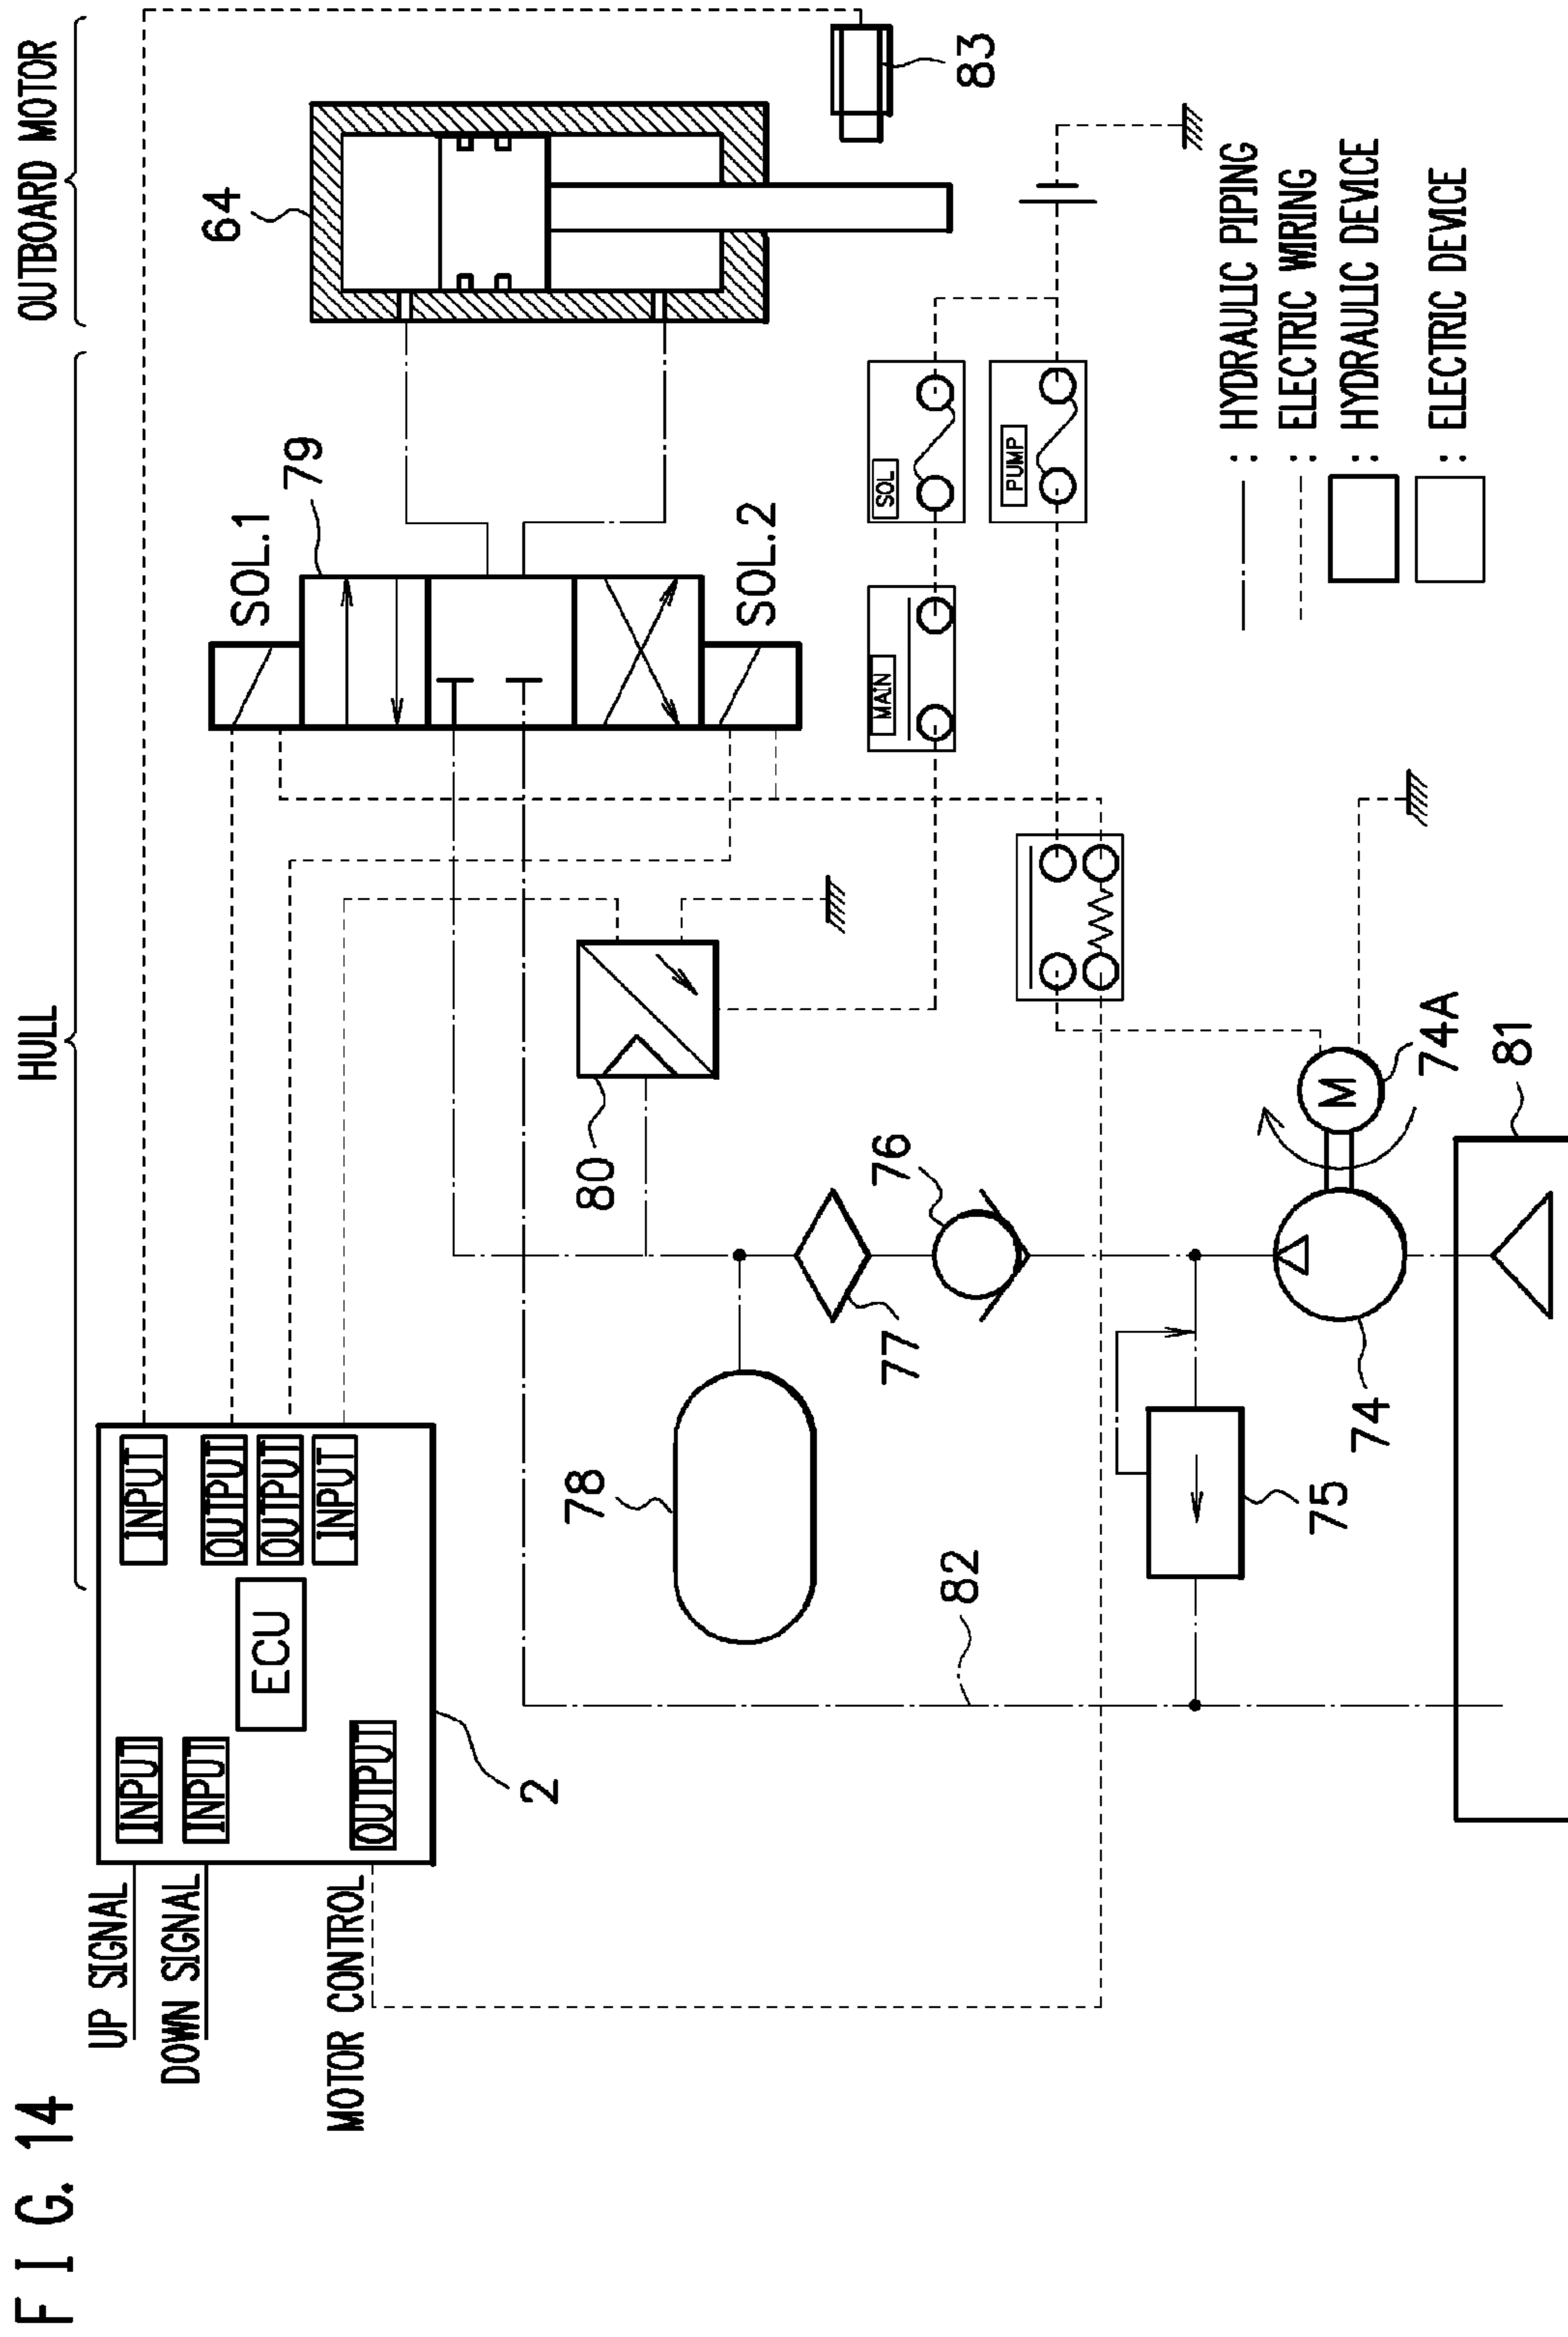 F I G. 14
HULL
OUTBOARD MOTOR
UP SIGNAL
DOWN SIGNAL
MOTOR CONTROL
INPUT
INPUT
OUTPUT
ECU
INPUT
OUTPUT
OUTPUT
INPUT
2
SOL.1
79
SOL.2
64
83
80
78
77
76
82
75
74
M
74A
81
MAIN
SOL
PUMP
: HYDRAULIC PIPING
: ELECTRIC WIRING
: HYDRAULIC DEVICE
: ELECTRIC DEVICE